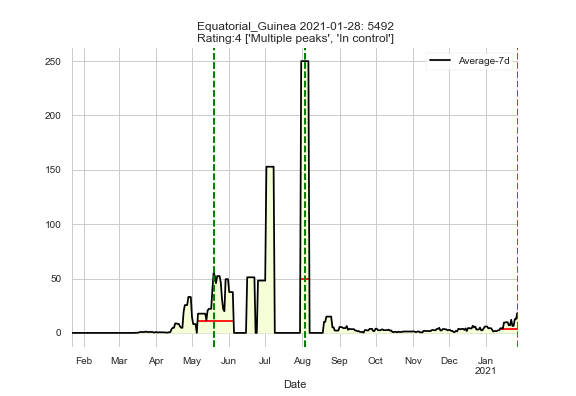 Equatorial_Guinea 2021-01-28: 5492
Rating:4 ['Multiple peaks', 'In control']
Average-7d
250
200
150
100
50
0
Feb Mar Apr May Jun Jul Aug Sep Oct Nov Dec Jan
2021
Date